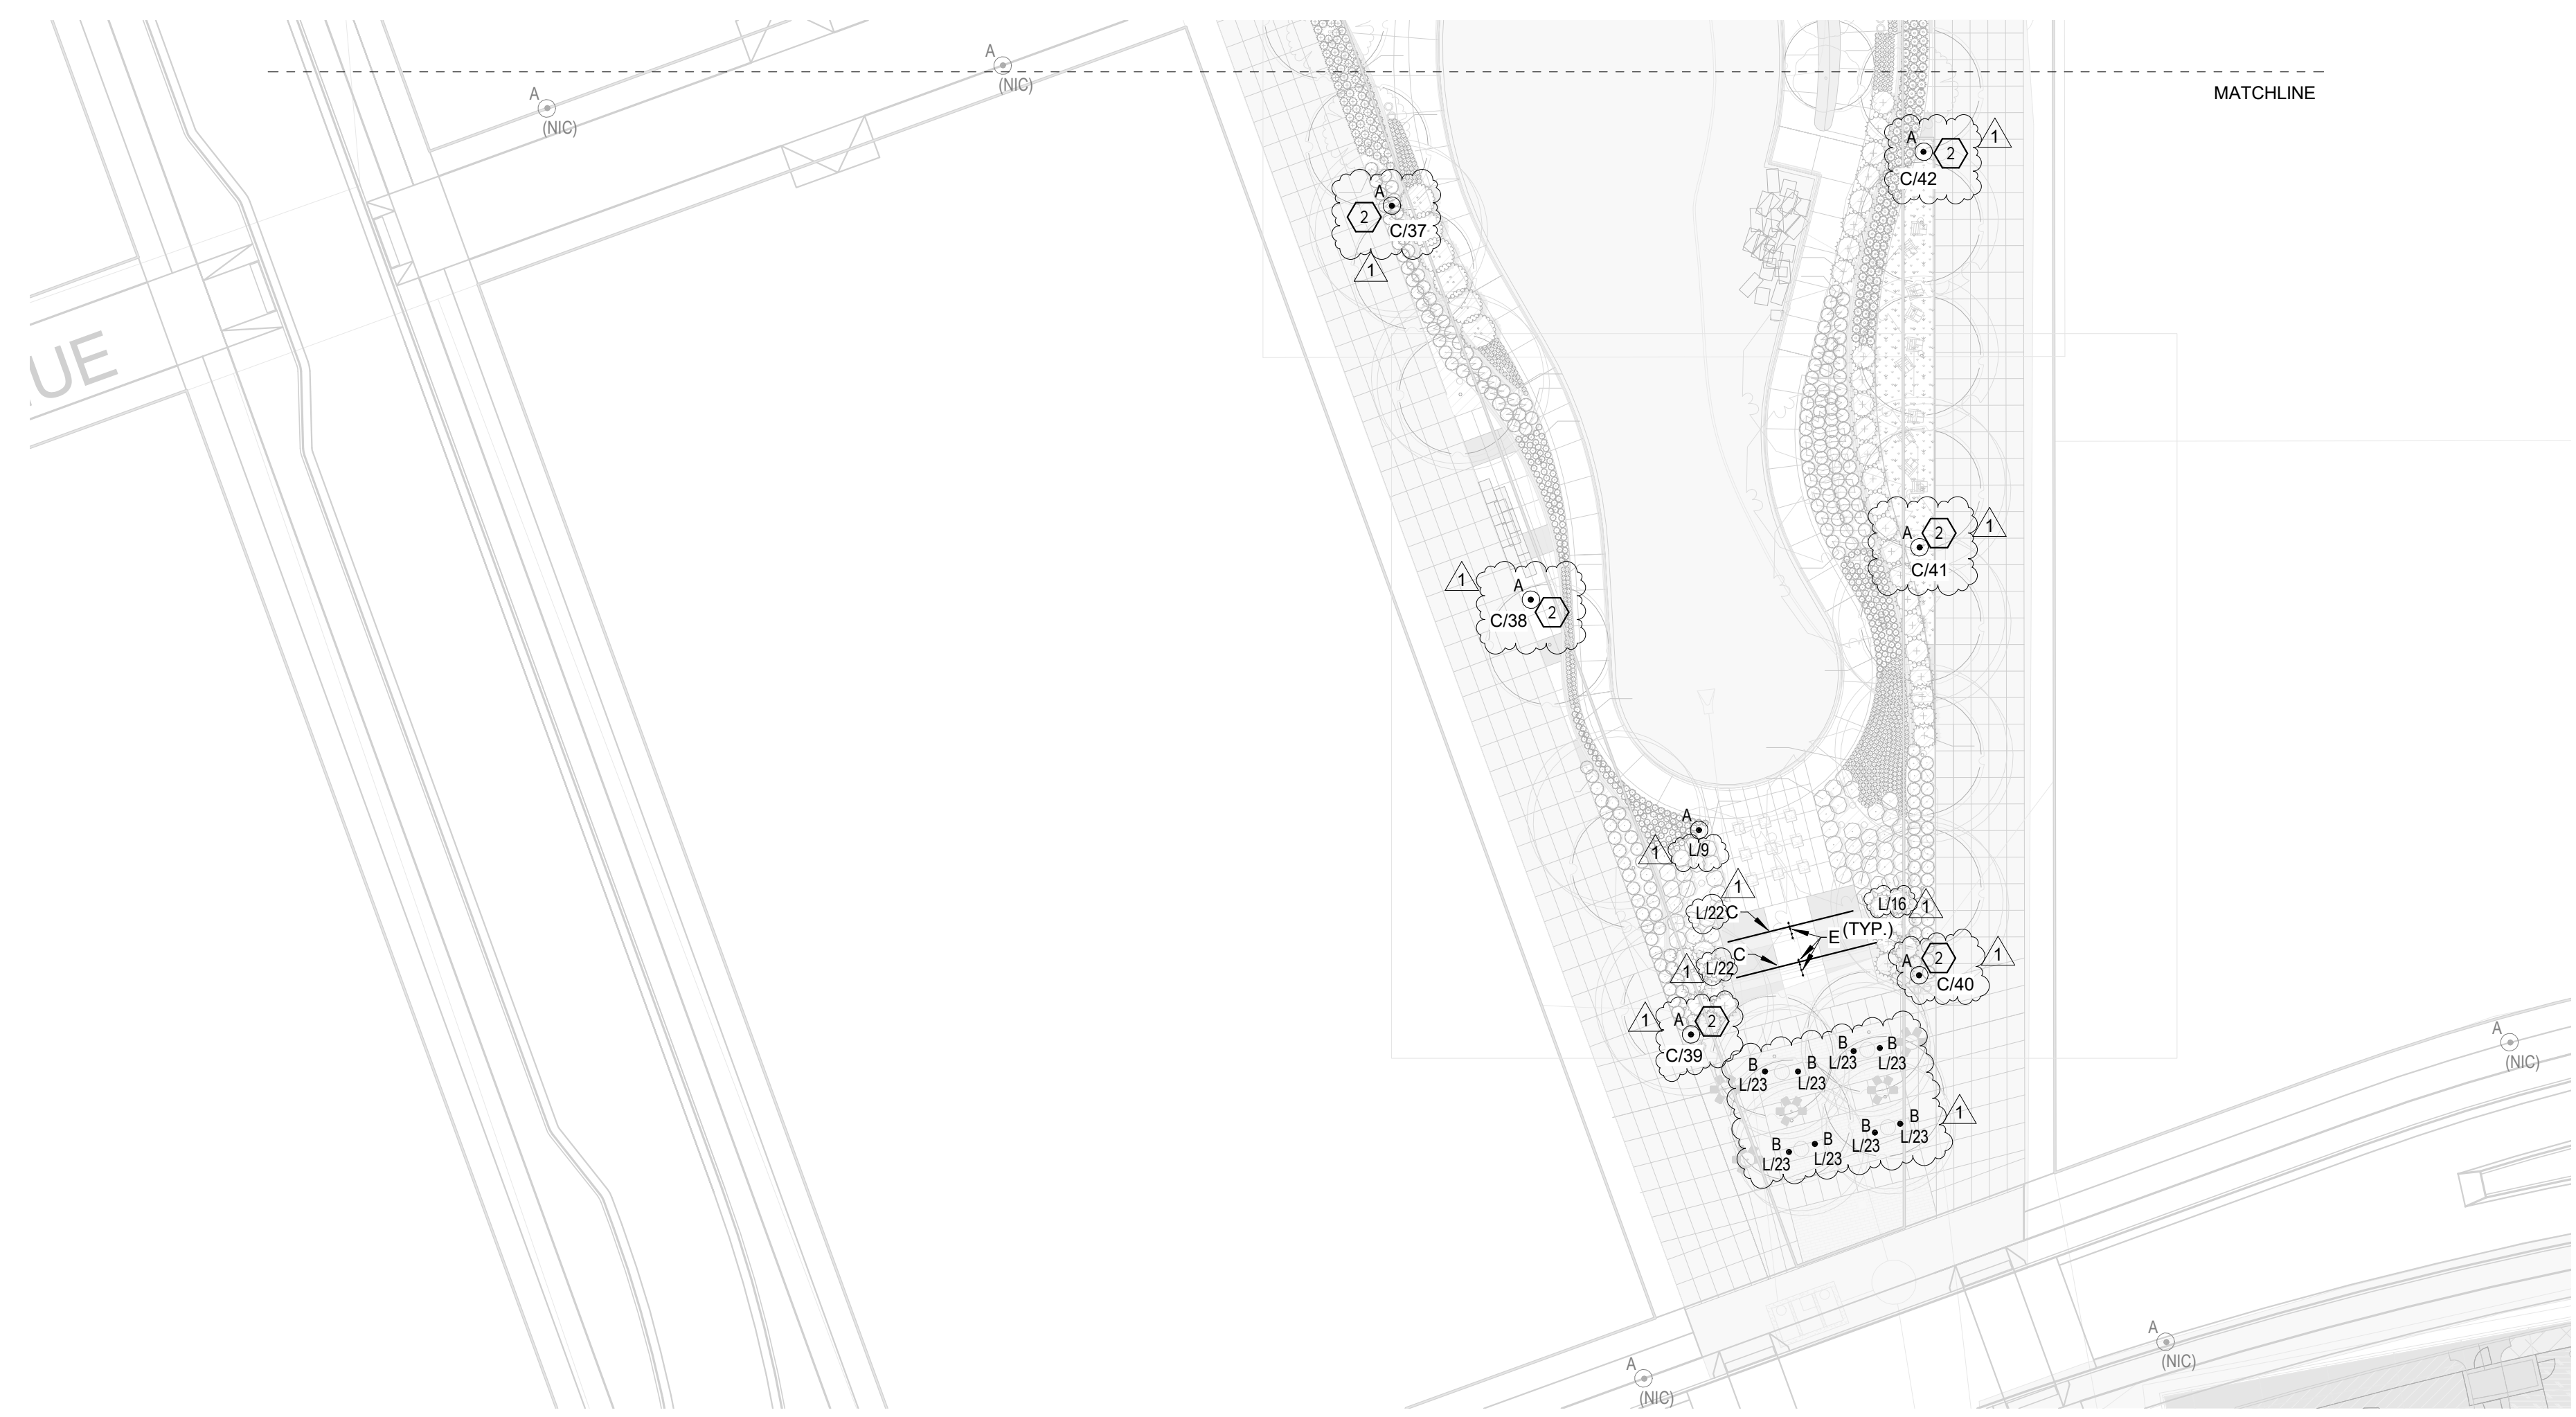 A
(NIC)
A
(NIC)
MATCHLINE
A
2
1
C/42
A
2
C/37
1
UE
A
2
1
C/41
1
A
C/38
2
A
1
L/9
1
L/22
C
L/16
1
E
(TYP.)
C
1
L/22
A
2
1
C/40
1
A
2
C/39
B
L/23
B
L/23
B
L/23
B
L/23
1
B
L/23
B
L/23
B
L/23
B
L/23
A
(NIC)
A
(NIC)
A
(NIC)